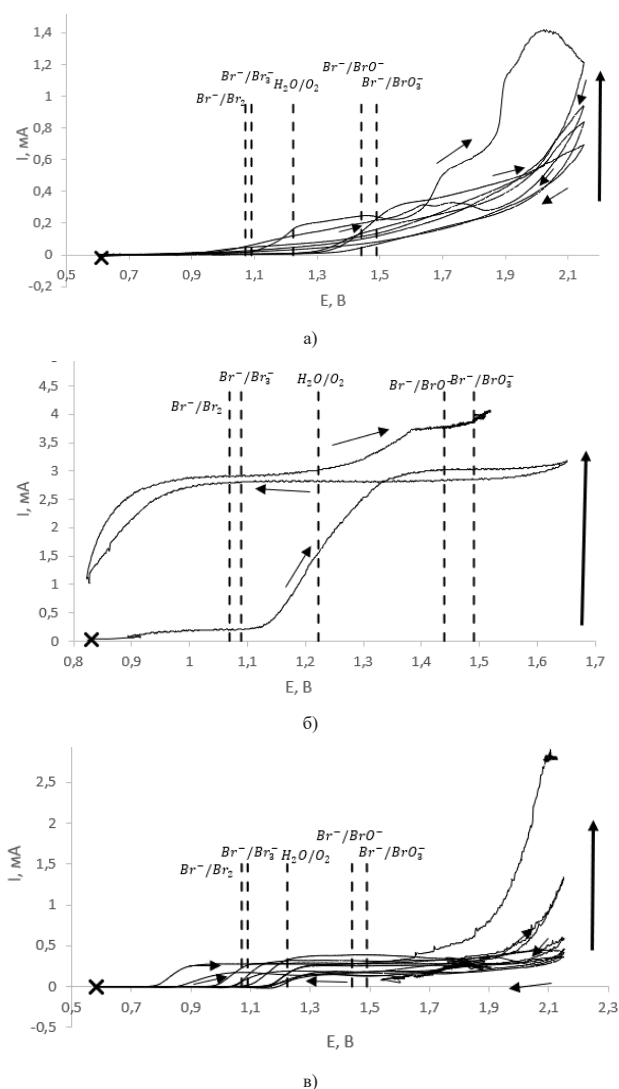 1,4
1,2
1
0,8
0,6
0,4
0,2
0
-0,2
I, мА
Br⁻/Br₂
Br⁻/Br₃⁻
H₂O/O₂
Br⁻/BrO⁻
Br⁻/BrO₃⁻
0,5 0,7 0,9 1,1 1,3 1,5 1,7 1,9 2,1
E, В
а)
4,5
4
3,5
3
2,5
2
1,5
1
0,5
0
I, мА
Br⁻/Br₂
Br⁻/Br₃⁻
H₂O/O₂
Br⁻/BrO⁻
Br⁻/BrO₃⁻
0,8 0,9 1 1,1 1,2 1,3 1,4 1,5 1,6 1,7
E, В
б)
2,5
2
1,5
1
0,5
0
-0,5
I, мА
Br⁻/Br₂
Br⁻/Br₃⁻
H₂O/O₂
Br⁻/BrO⁻
Br⁻/BrO₃⁻
0,5 0,7 0,9 1,1 1,3 1,5 1,7 1,9 2,1 2,3
E, В
в)